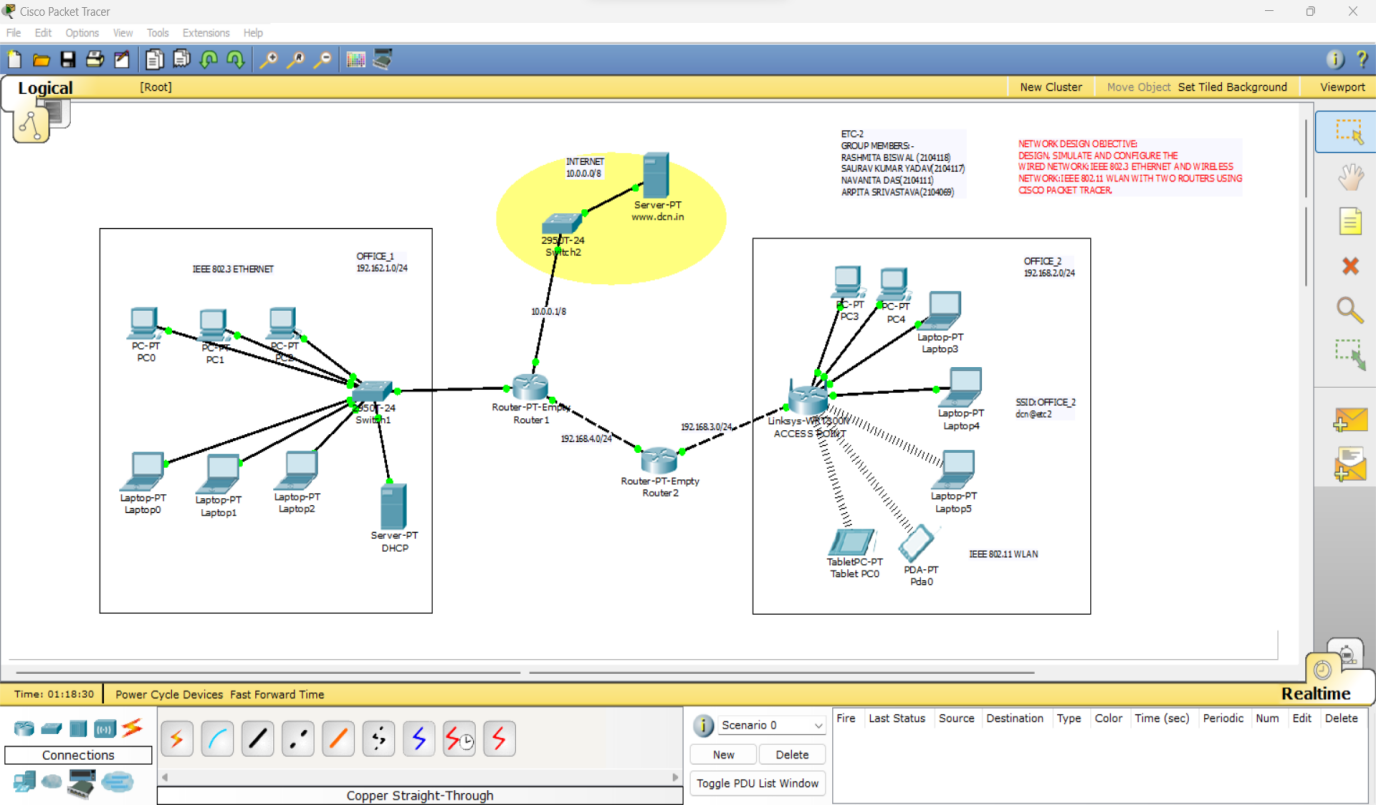 Cisco Packet Tracer
File Edit Options View Tools Extensions Help
Logical [Root] New Cluster Move Object Set Tiled Background Viewport
ETC-2
GROUP MEMBERS:-
RASHMITA BISWAL (2104118)
SAURAV KUMAR YADAV(2104117)
NAVANITA DAS(2104111)
ARPITA SRIVASTAVA(2104069)
NETWORK DESIGN OBJECTIVE:
DESIGN, SIMULATE AND CONFIGURE THE
WIRED NETWORK:IEEE 802.3 ETHERNET AND WIRELESS
NETWORK:IEEE 802.11 WLAN WITH TWO ROUTERS USING
CISCO PACKET TRACER.
INTERNET
10.0.0.0/8
Server-PT
www.dcn.in
2950T-24
Switch2
10.0.0.1/8
OFFICE_1
192.162.1.0/24
IEEE 802.3 ETHERNET
PC-PT
PC0
PC-PT
PC1
PC-PT
PC2
2950T-24
Switch1
Laptop-PT
Laptop0
Laptop-PT
Laptop1
Laptop-PT
Laptop2
Server-PT
DHCP
Router-PT-Empty
Router1
192.168.4.0/24
192.168.3.0/24
Router-PT-Empty
Router2
OFFICE_2
192.168.2.0/24
PC-PT
PC3
PC-PT
PC4
Laptop-PT
Laptop3
Linksys-WRT300N
ACCESS POINT
Laptop-PT
Laptop4
SSID:OFFICE_2
dcn@etc2
Laptop-PT
Laptop5
TabletPC-PT
Tablet PC0
PDA-PT
Pda0
IEEE 802.11 WLAN
Realtime
Time: 01:18:30 Power Cycle Devices Fast Forward Time
Connections
Copper Straight-Through
Scenario 0
New Delete
Toggle PDU List Window
Fire Last Status Source Destination Type Color Time (sec) Periodic Num Edit Delete